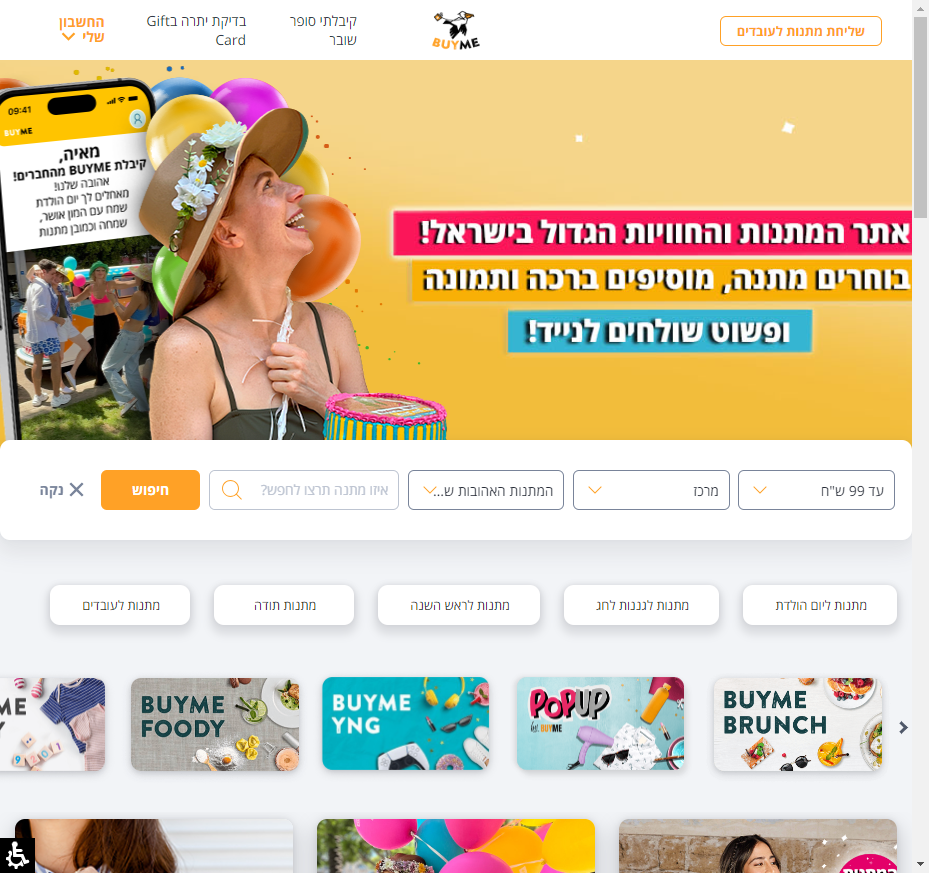 שליחת מתנות לעובדים
BUYME
קיבלתי סופר
שובר
בדיקת יתרה בGift
Card
החשבון
שלי
09:41
BUYME
מאיה,
קיבלת BUYME מהחברים!
אהובה שלנו!
מאחלים לך יום הולדת
שמח עם המון אושר,
שמחה וכמובן מתנות
אתר המתנות והחוויות הגדול בישראל!
בוחרים מתנה, מוסיפים ברכה ותמונה
ופשוט שולחים לנייד!
עד 99 ש"ח
מרכז
המתנות האהובות ש...
איזו מתנה תרצו לחפש?
חיפוש
נקה
מתנות ליום הולדת
מתנות לגננות לחג
מתנות לראש השנה
מתנות תודה
מתנות לעובדים
BUYME
BRUNCH
POPUP
by BUYME
BUYME
YNG
BUYME
FOODY
ME
Y